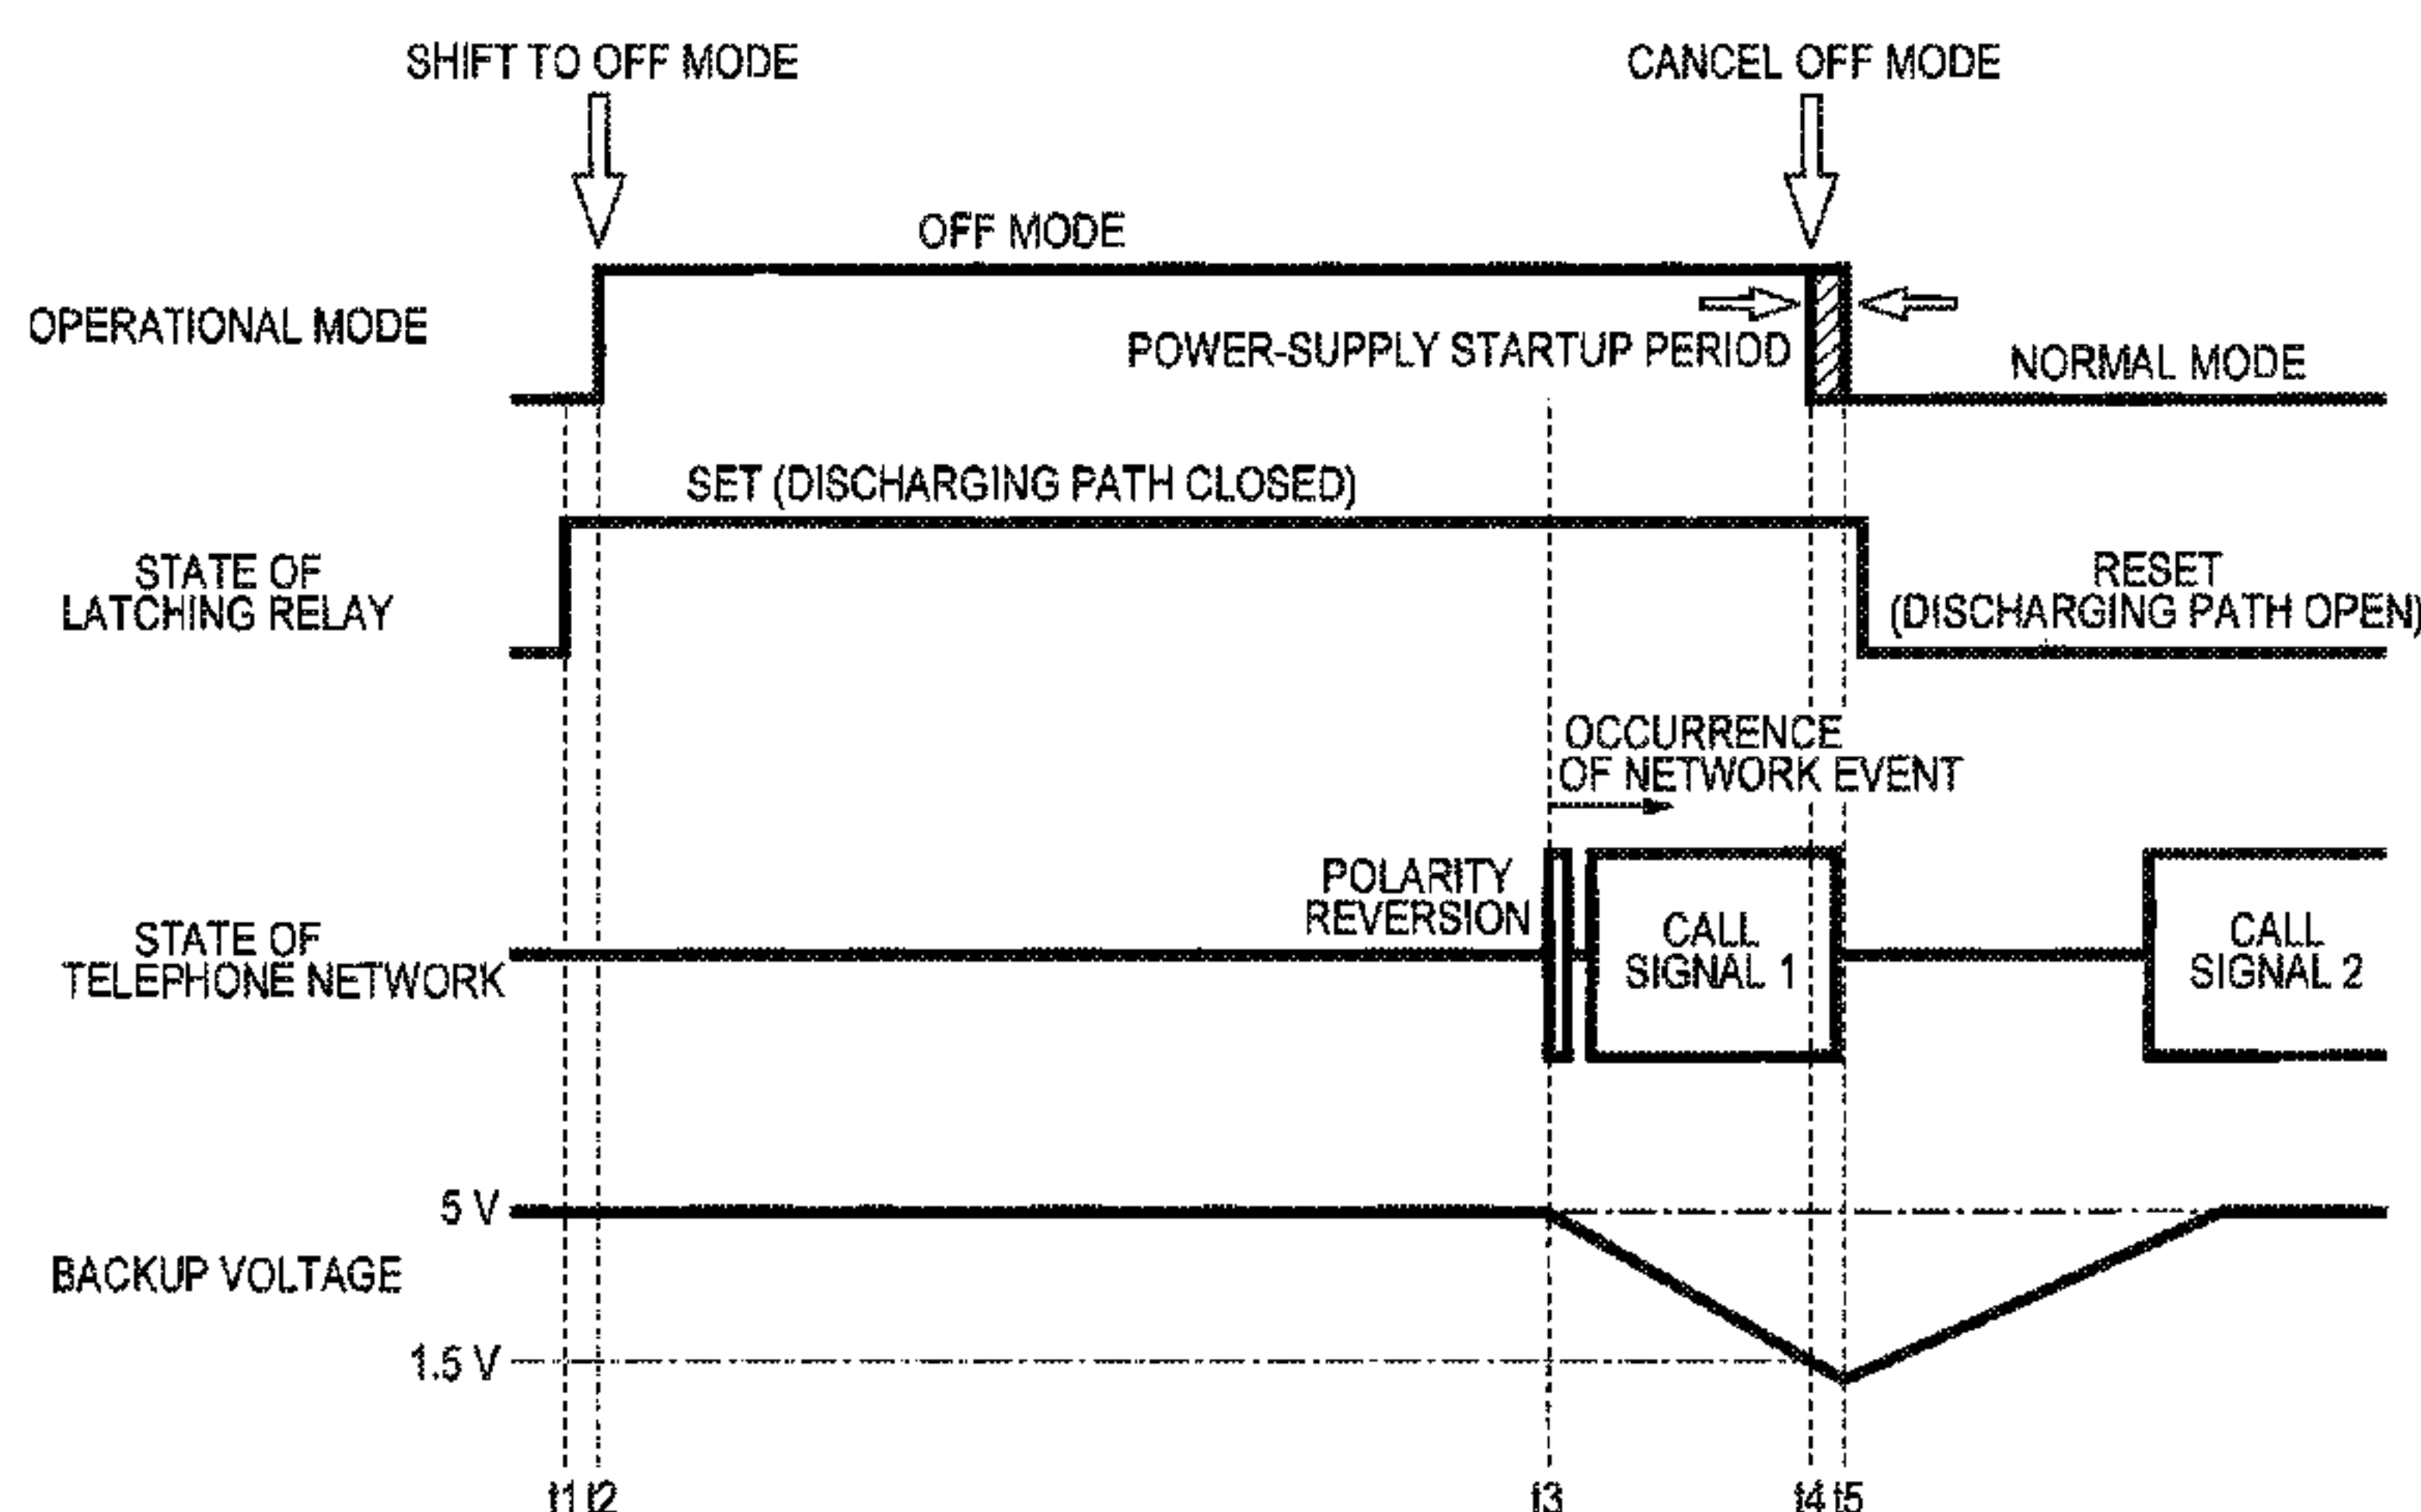 SHIFT TO OFF MODE
CANCEL OFF MODE
OFF MODE
OPERATIONAL MODE
POWER-SUPPLY STARTUP PERIOD
NORMAL MODE
SET (DISCHARGING PATH CLOSED)
STATE OF
LATCHING RELAY
RESET
(DISCHARGING PATH OPEN)
OCCURRENCE
OF NETWORK EVENT
POLARITY
REVERSION
STATE OF
TELEPHONE NETWORK
CALL
SIGNAL 1
CALL
SIGNAL 2
5 V
BACKUP VOLTAGE
1.5 V
t1 t2 t3 t4 t5